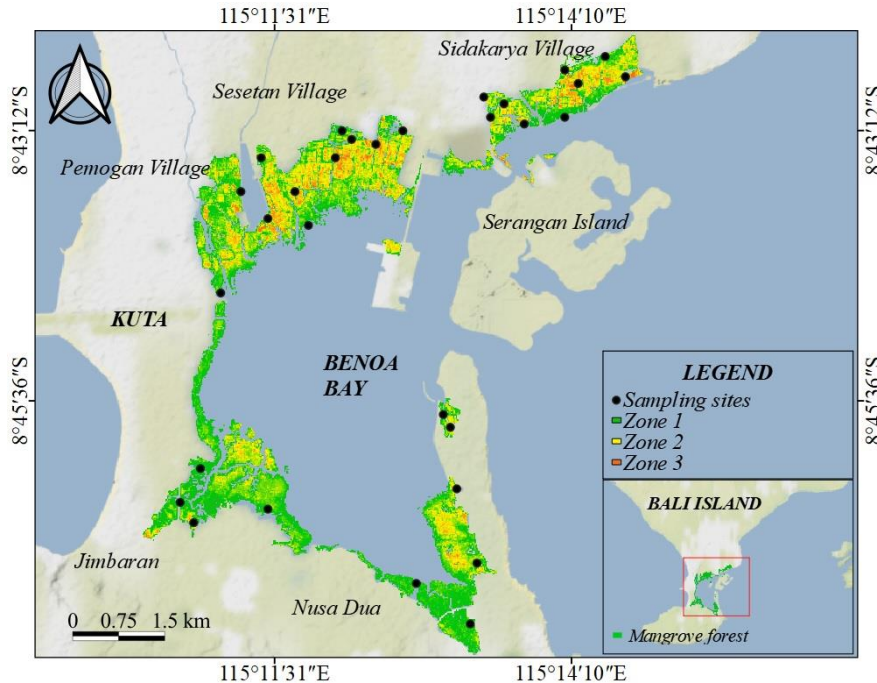 115°11'31"E
115°14'10"E
Sidakarya Village
Sesetan Village
8°43'12"S
8°43'12"S
Pemogan Village
Serangan Island
KUTA
BENOA
BAY
8°45'36"S
8°45'36"S
LEGEND
Sampling sites
Zone 1
Zone 2
Zone 3
BALI ISLAND
Jimbaran
Nusa Dua
0 0.75 1.5 km
Mangrove forest
115°11'31"E
115°14'10"E